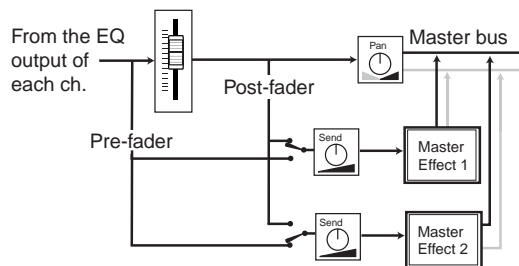 From the EQ
output of
each ch.
Pan
Master bus
Post-fader
Pre-fader
Send
Master
Effect 1
Send
Master
Effect 2